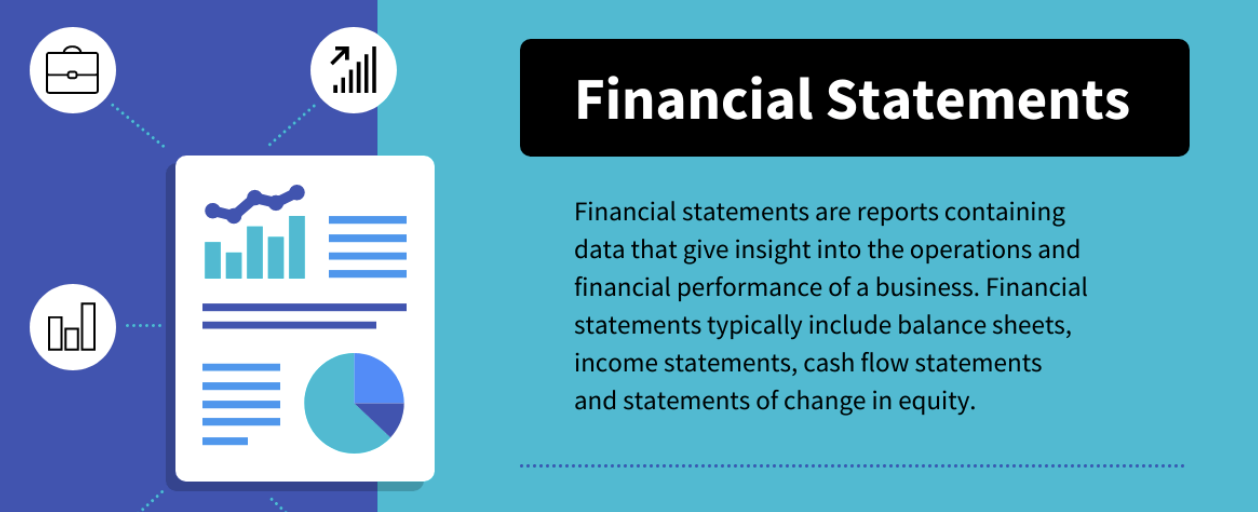 Financial Statements
Financial statements are reports containing
data that give insight into the operations and
financial performance of a business. Financial
statements typically include balance sheets,
income statements, cash flow statements
and statements of change in equity.